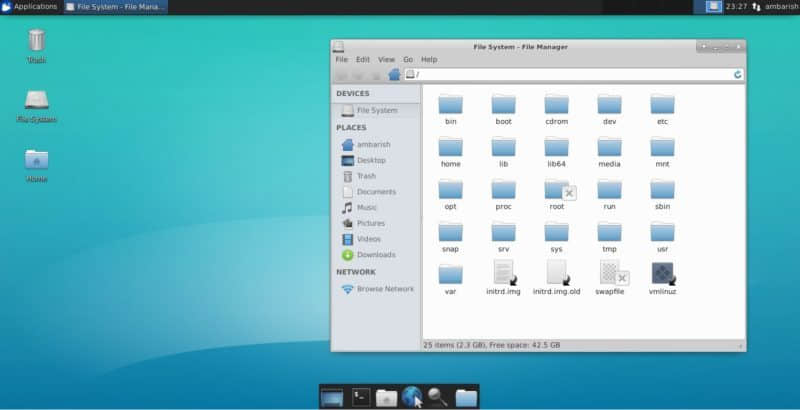 Applications
File System - File Mana...
23:27
ambarish
Trash
File System
Home
File System - File Manager
File Edit View Go Help
/
DEVICES
File System
PLACES
ambarish
Desktop
Trash
Documents
Music
Pictures
Videos
Downloads
NETWORK
Browse Network
bin boot cdrom dev etc
home lib lib64 media mnt
opt proc root run sbin
snap srv sys tmp usr
var initrd.img initrd.img.old swapfile vmlinuz
25 items (2.3 GB), Free space: 42.5 GB